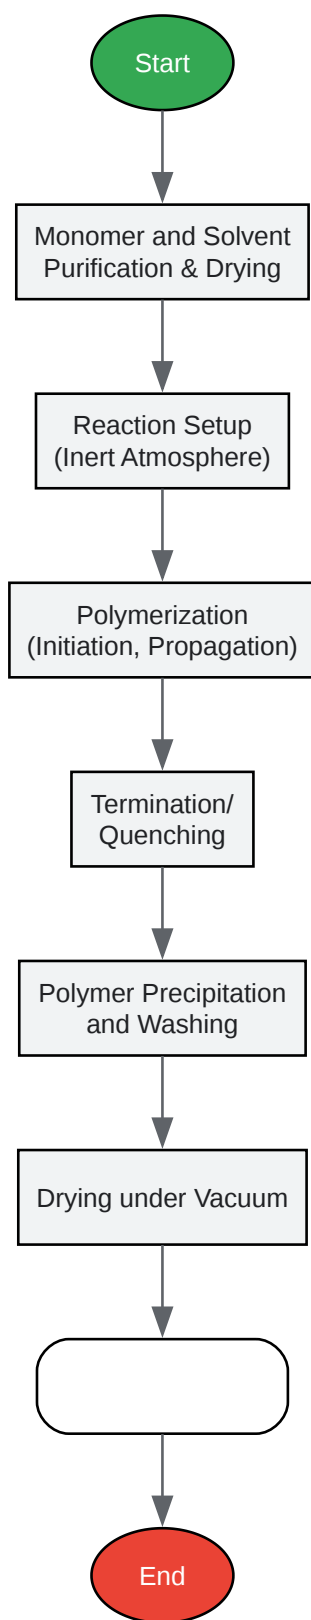 Start
Monomer and Solvent
Purification & Drying
Reaction Setup
(Inert Atmosphere)
Polymerization
(Initiation, Propagation)
Termination/
Quenching
Polymer Precipitation
and Washing
Drying under Vacuum
End